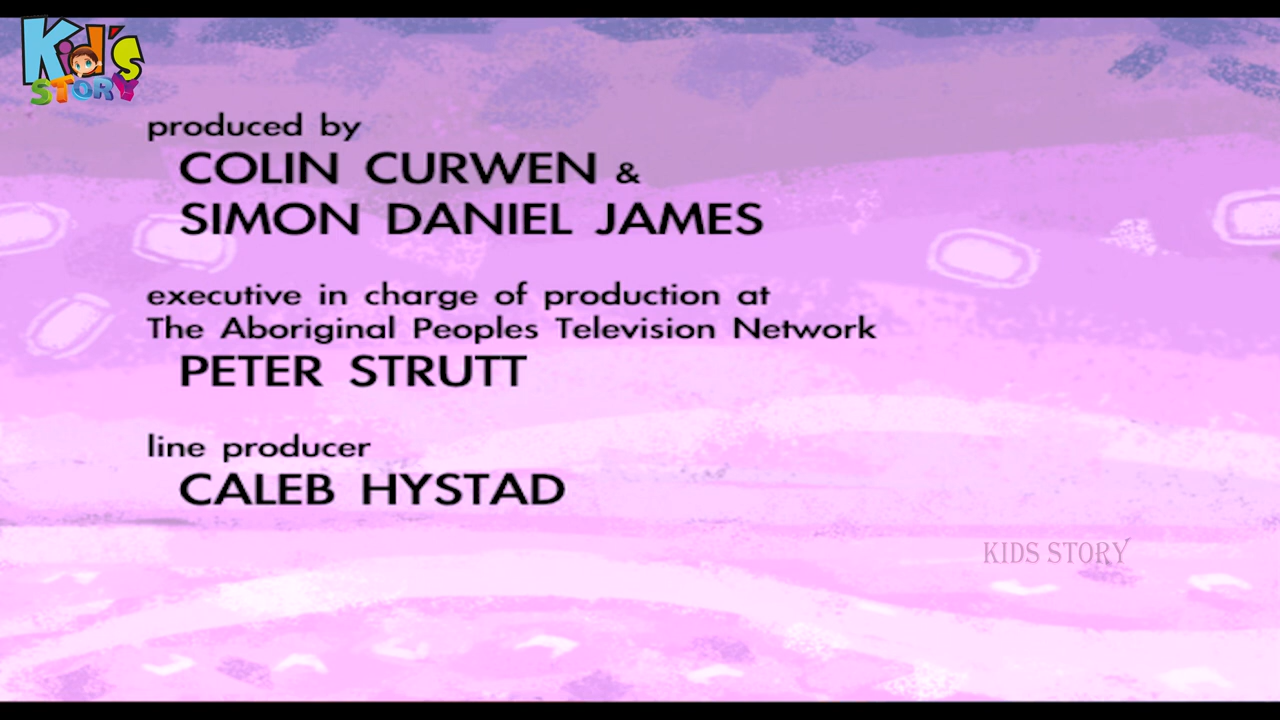 Kid's
STORY
produced by
COLIN CURWEN &
SIMON DANIEL JAMES
executive in charge of production at
The Aboriginal Peoples Television Network
PETER STRUTT
line producer
CALEB HYSTAD
KIDS STORY